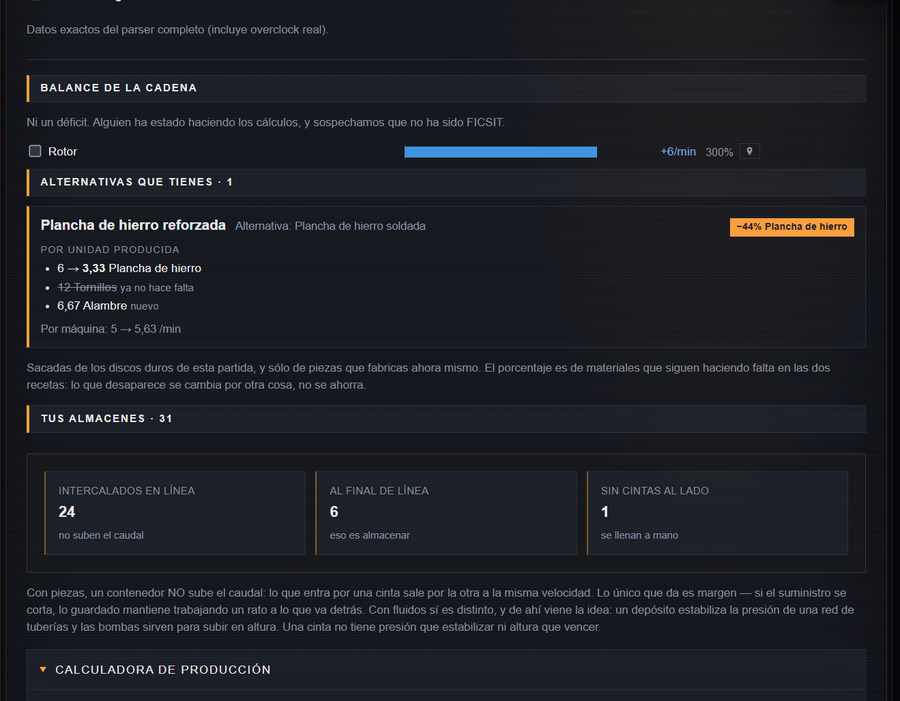 Datos exactos del parser completo (incluye overclock real).
BALANCE DE LA CADENA
Ni un déficit. Alguien ha estado haciendo los cálculos, y sospechamos que no ha sido FICSIT.
Rotor +6/min 300%
ALTERNATIVAS QUE TIENES · 1
Plancha de hierro reforzada Alternativa: Plancha de hierro soldada −44% Plancha de hierro
POR UNIDAD PRODUCIDA
• 6 → 3,33 Plancha de hierro
• 12 Tornillos ya no hace falta
• 6,67 Alambre nuevo
Por máquina: 5 → 5,63 /min
Sacadas de los discos duros de esta partida, y sólo de piezas que fabricas ahora mismo. El porcentaje es de materiales que siguen haciendo falta en las dos
recetas: lo que desaparece se cambia por otra cosa, no se ahorra.
TUS ALMACENES · 31
INTERCALADOS EN LÍNEA AL FINAL DE LÍNEA SIN CINTAS AL LADO
24 6 1
no suben el caudal eso es almacenar se llenan a mano
Con piezas, un contenedor NO sube el caudal: lo que entra por una cinta sale por la otra a la misma velocidad. Lo único que da es margen — si el suministro se
corta, lo guardado mantiene trabajando un rato a lo que va detrás. Con fluidos sí es distinto, y de ahí viene la idea: un depósito estabiliza la presión de una red de
tuberías y las bombas sirven para subir en altura. Una cinta no tiene presión que estabilizar ni altura que vencer.
▼ CALCULADORA DE PRODUCCIÓN